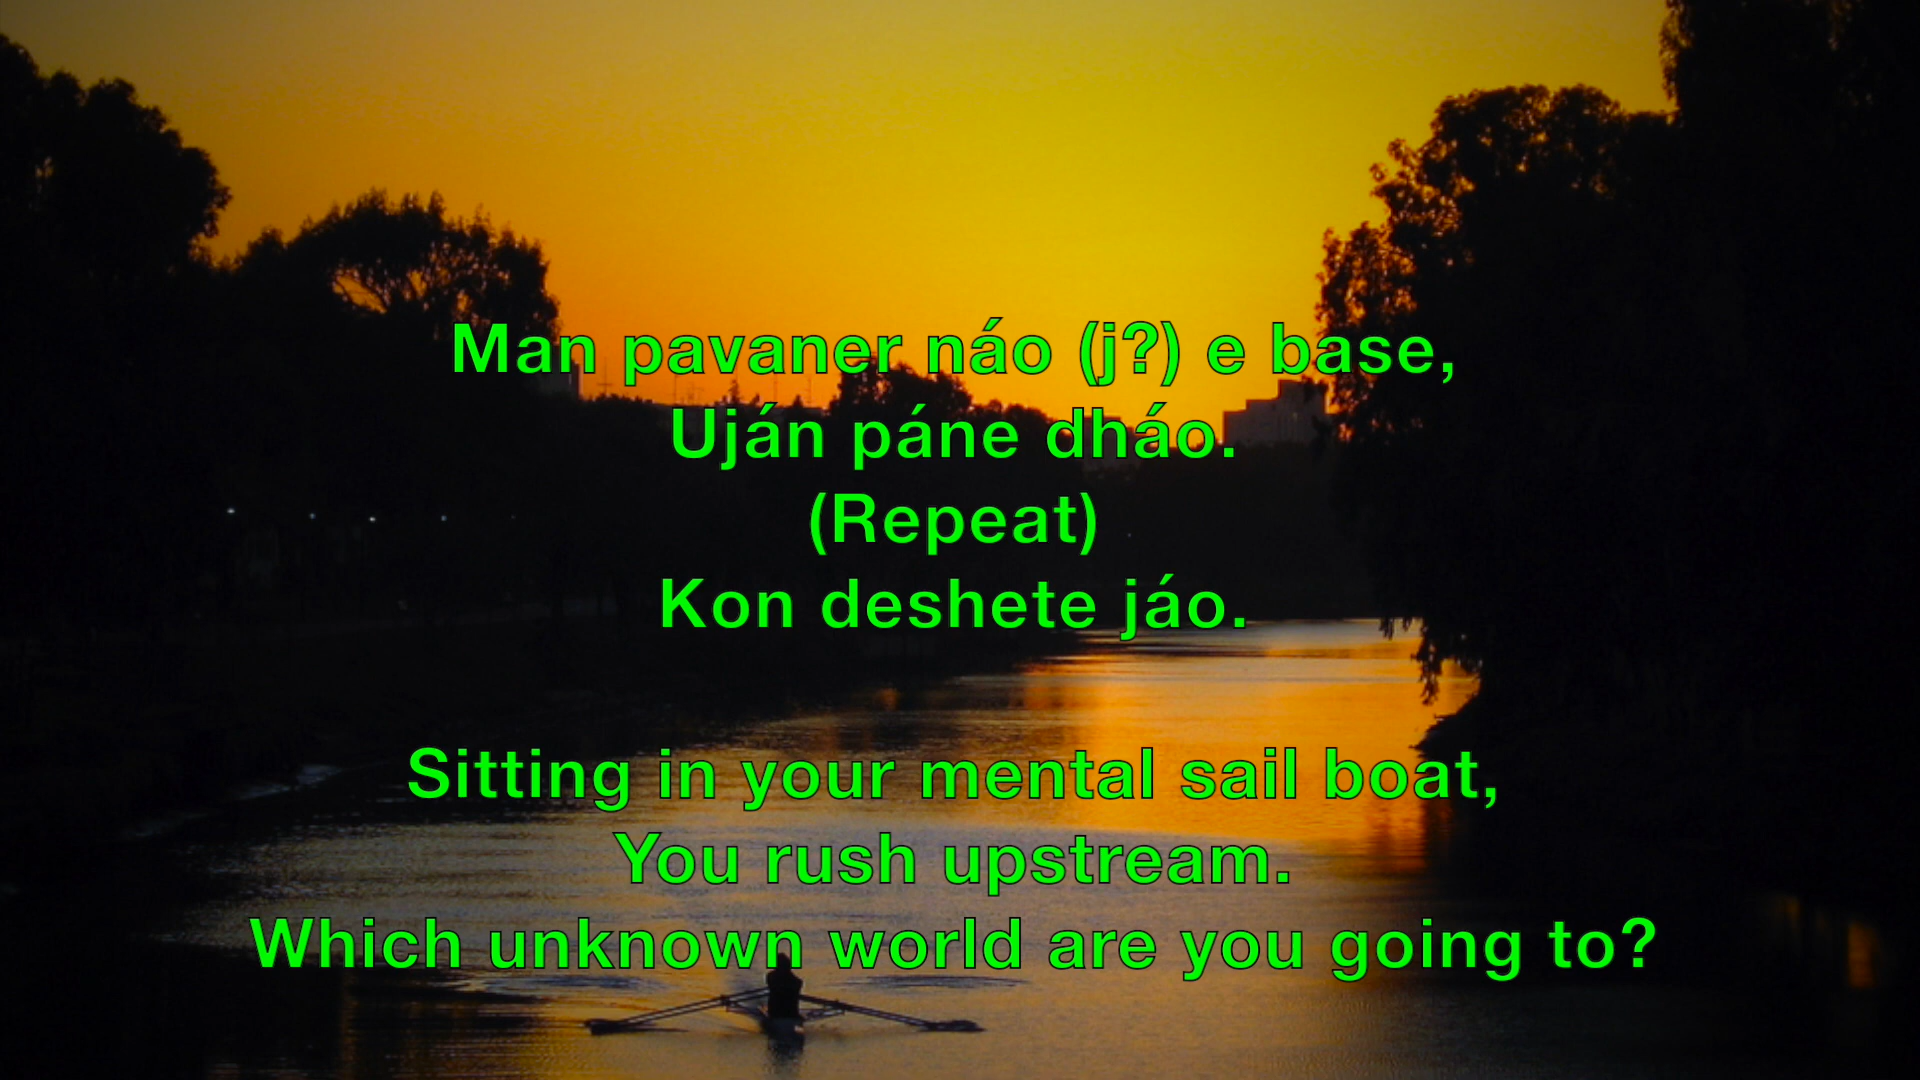 Man pavaner náo (j?) e base,
Uján páne dháo.
(Repeat)
Kon deshete jáo.
Sitting in your mental sail boat,
You rush upstream.
Which unknown world are you going to?